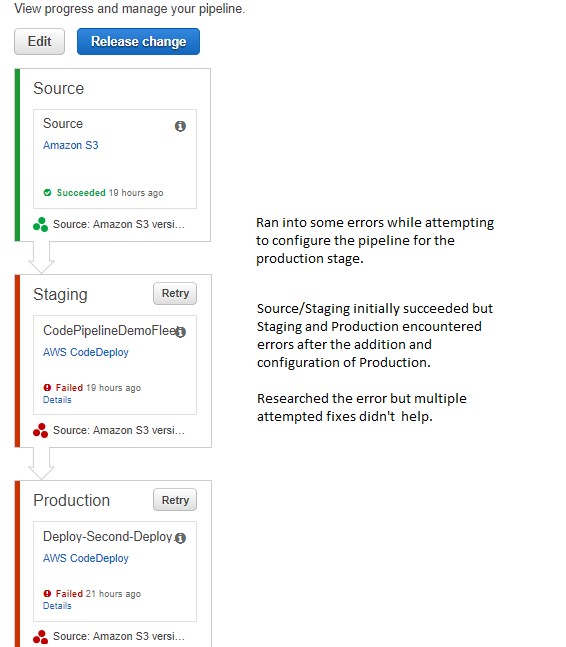 View progress and manage your pipeline.
Edit
Release change
Source
Source
Amazon S3
Succeeded 19 hours ago
Source: Amazon S3 versi...
Ran into some errors while attempting
to configure the pipeline for the
production stage.
Staging
Retry
CodePipelineDemoFleet
AWS CodeDeploy
Failed 19 hours ago
Details
Source: Amazon S3 versi...
Source/Staging initially succeeded but
Staging and Production encountered
errors after the addition and
configuration of Production.
Researched the error but multiple
attempted fixes didn't help.
Production
Retry
Deploy-Second-Deploy
AWS CodeDeploy
Failed 21 hours ago
Details
Source: Amazon S3 versi...